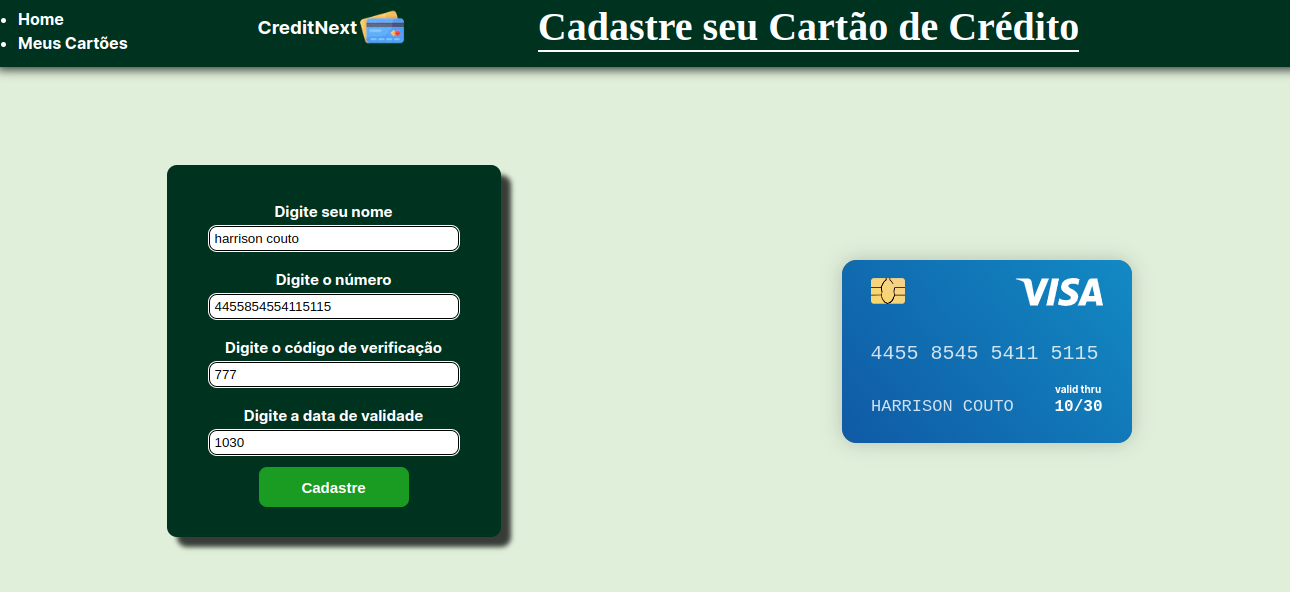 Home
Meus Cartões
CreditNext
Cadastre seu Cartão de Crédito
Digite seu nome
harrison couto
Digite o número
4455854554115115
Digite o código de verificação
777
Digite a data de validade
1030
Cadastre
VISA
4455 8545 5411 5115
valid thru
HARRISON COUTO 10/30